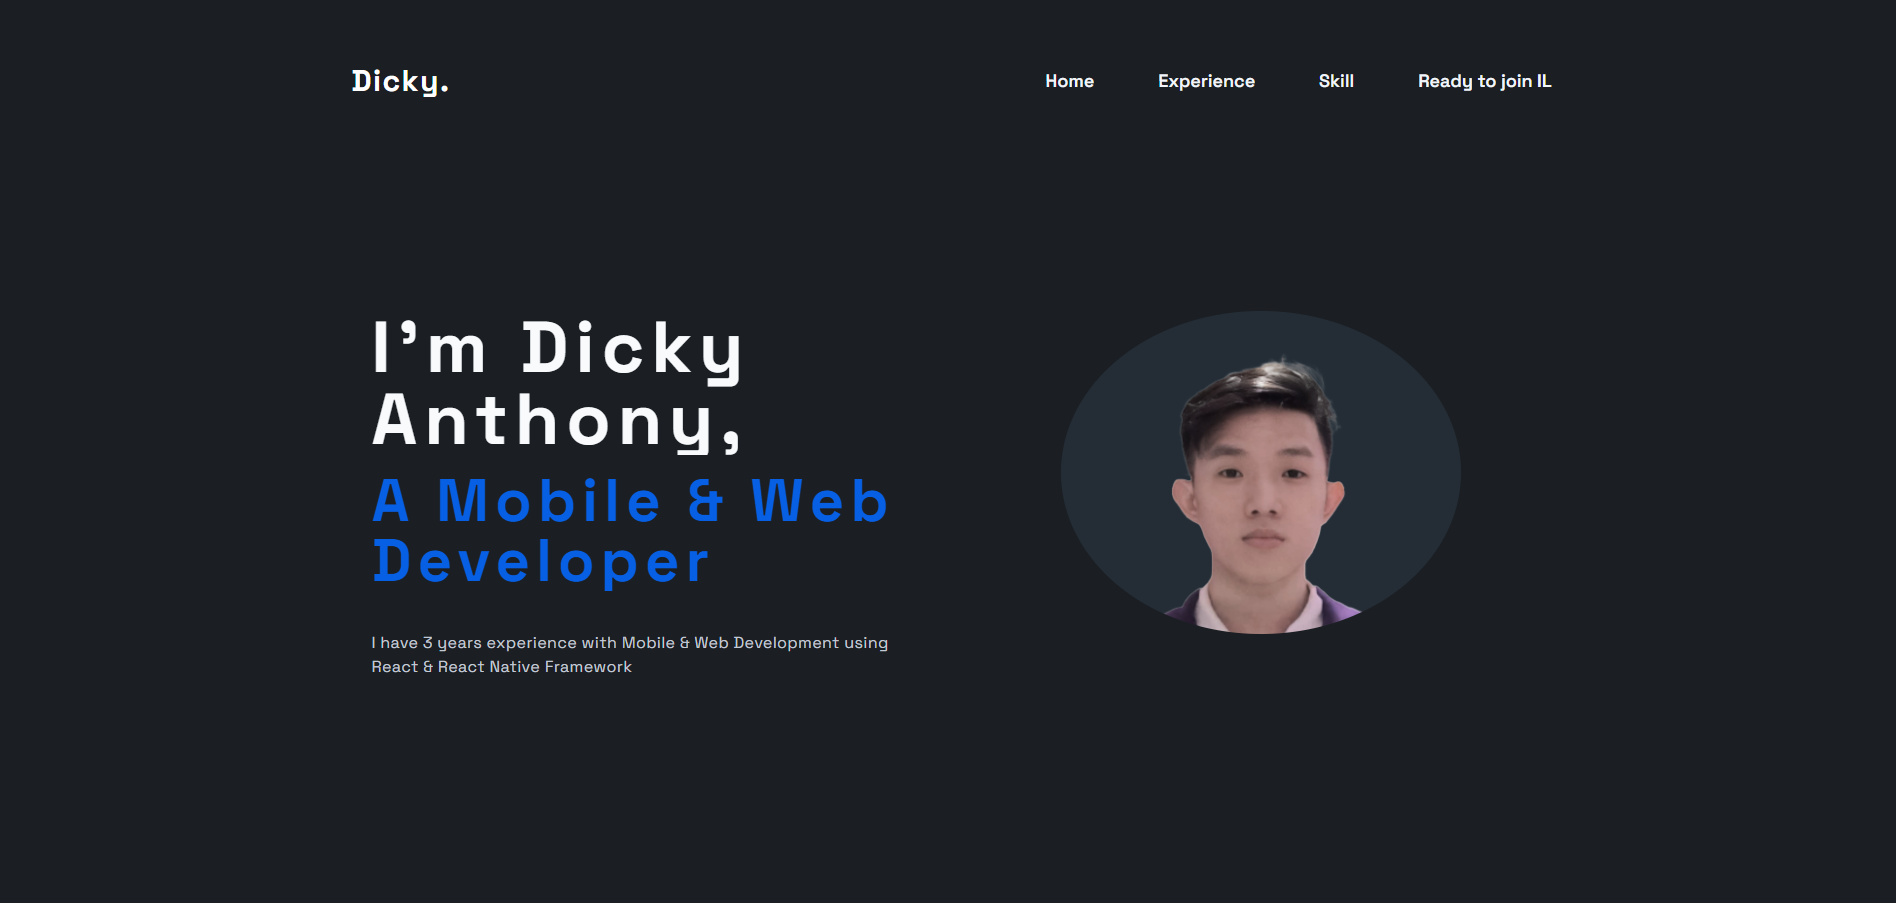 Dicky.
Home Experience Skill Ready to join IL
I’m Dicky
Anthony,
A Mobile & Web
Developer
I have 3 years experience with Mobile & Web Development using
React & React Native Framework